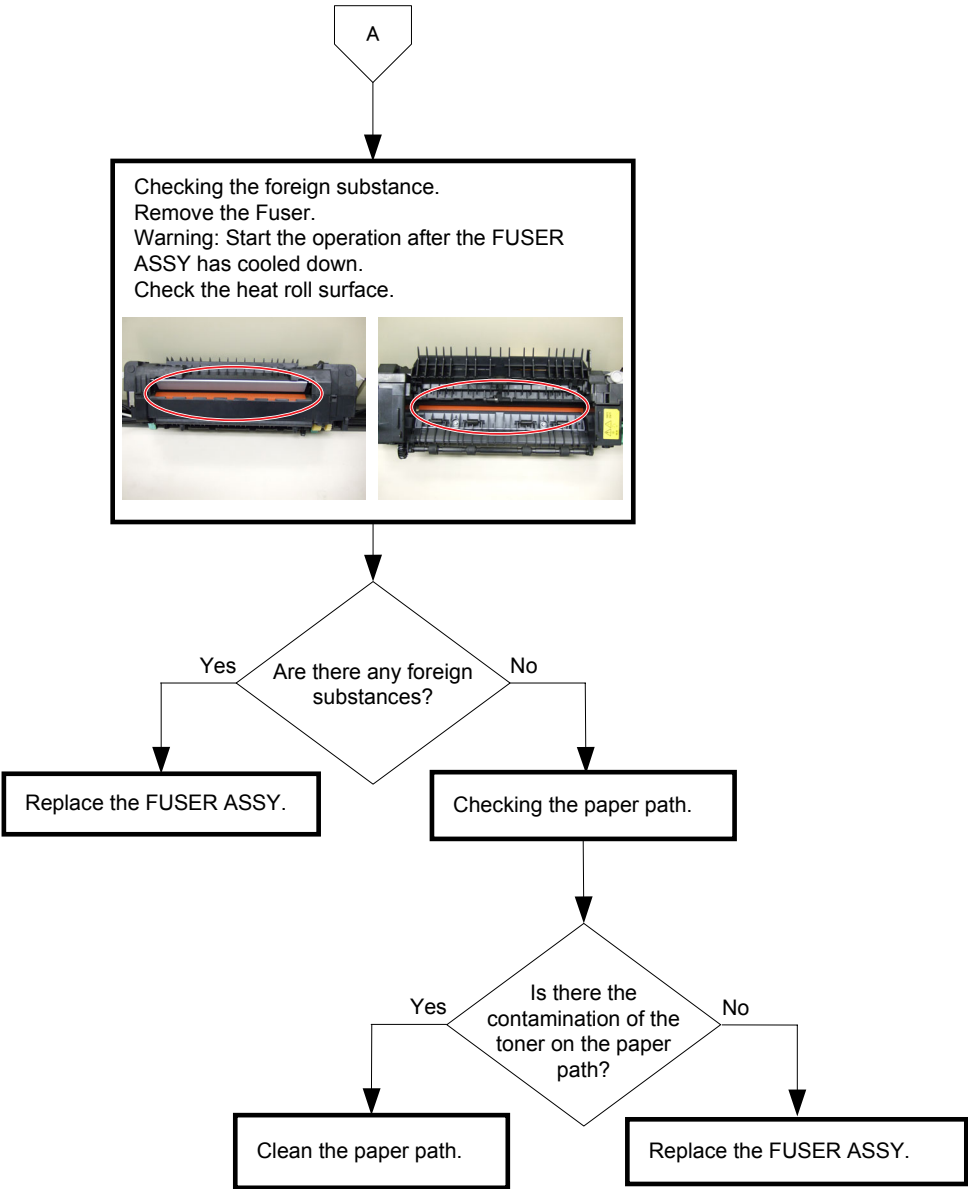 A
Checking the foreign substance.
Remove the Fuser.
Warning: Start the operation after the FUSER
ASSY has cooled down.
Check the heat roll surface.
Yes
Are there any foreign
substances?
No
Replace the FUSER ASSY.
Checking the paper path.
Yes
Is there the
contamination of the
toner on the paper
path?
No
Clean the paper path.
Replace the FUSER ASSY.